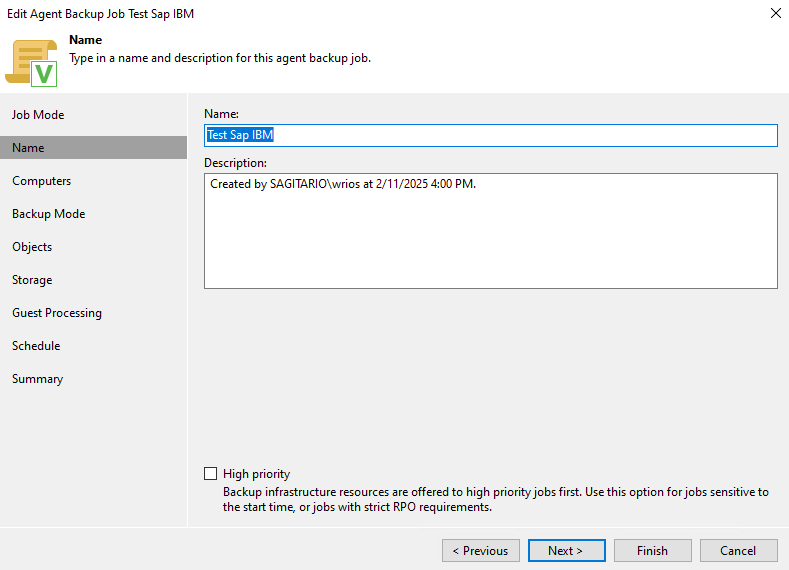 Edit Agent Backup Job Test Sap IBM
Name
Type in a name and description for this agent backup job.
V
Job Mode
Name
Computers
Backup Mode
Objects
Storage
Guest Processing
Schedule
Summary
Name:
Test Sap IBM
Description:
Created by SAGITARIO\wrios at 2/11/2025 4:00 PM.
High priority
Backup infrastructure resources are offered to high priority jobs first. Use this option for jobs sensitive to
the start time, or jobs with strict RPO requirements.
< Previous
Next >
Finish
Cancel